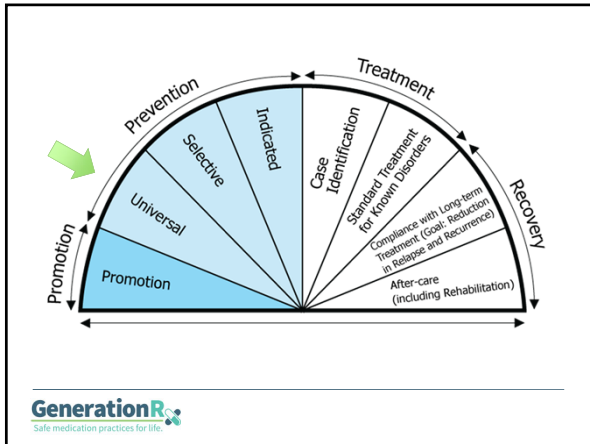 Promotion
Prevention
Treatment
Recovery
Promotion
Universal
Selective
Indicated
Case
Identification
Standard Treatment
for Known Disorders
Compliance with Long-term
Treatment (Goal: Reduction
in Relapse and Recurrence)
After-care
(including Rehabilitation)
GenerationRx
Safe medication practices for life.